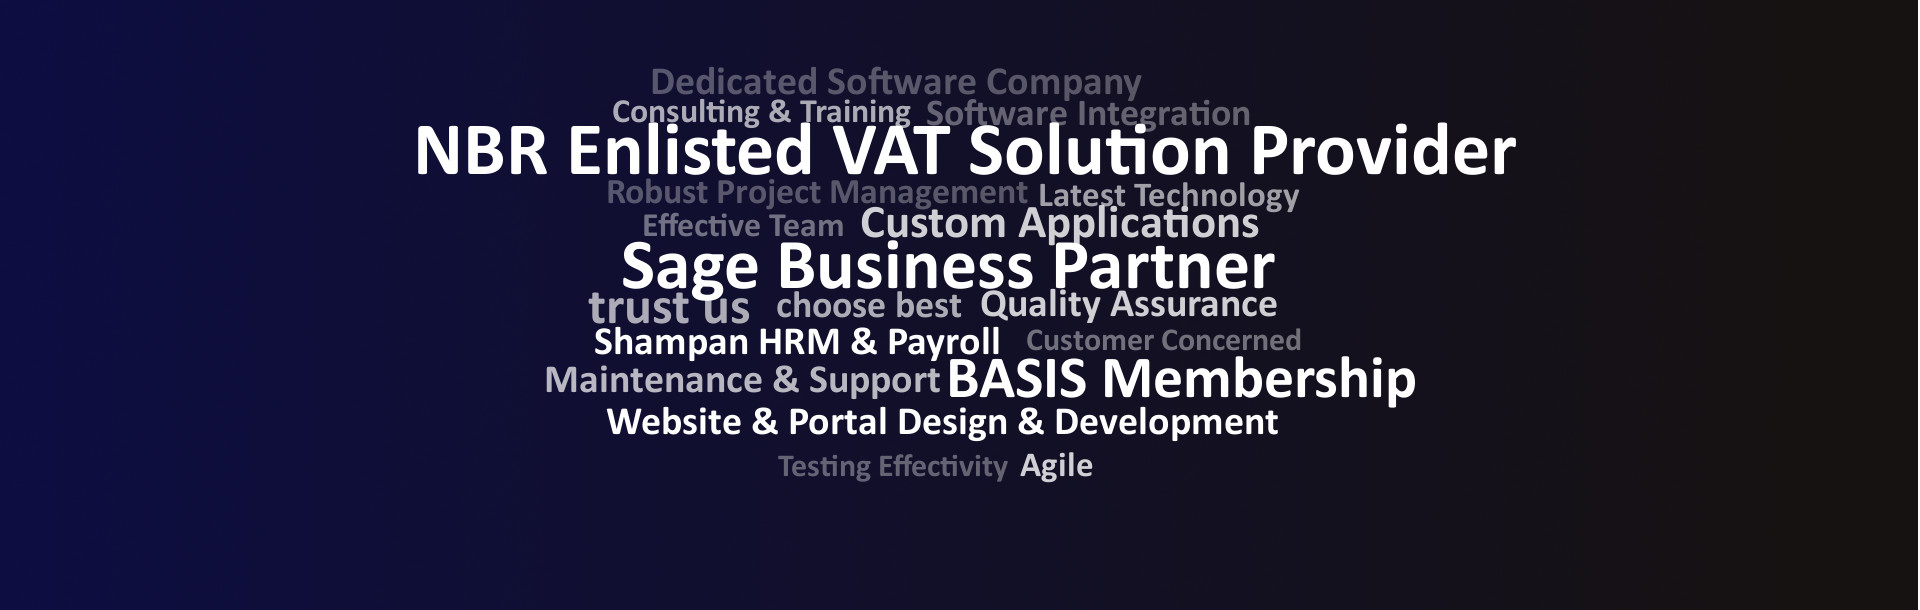 Dedicated Software Company
Consulting & Training Software Integration
NBR Enlisted VAT Solution Provider
Robust Project Management Latest Technology
Effective Team Custom Applications
Sage Business Partner
trust us choose best Quality Assurance
Shampan HRM & Payroll Customer Concerned
Maintenance & Support BASIS Membership
Website & Portal Design & Development
Testing Effectivity Agile